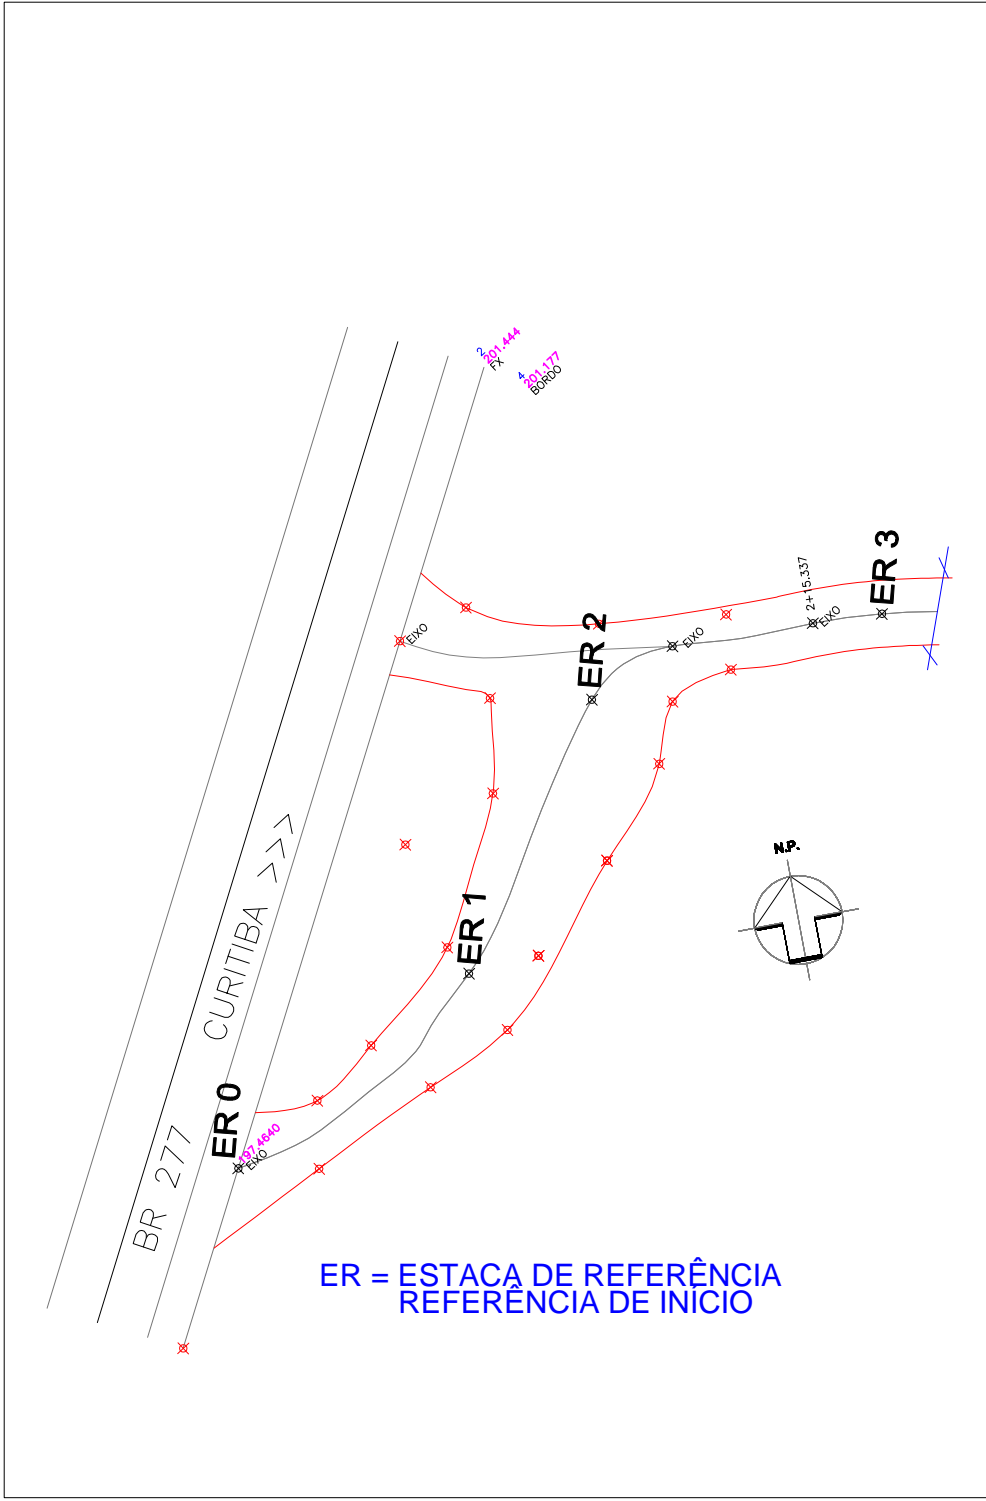 2
201.444
FX
4
201.177
BORDO
ER 3
2+15.337
EIXO
EIXO
ER 2
EIXO
N.P.
CURITIBA >>>
ER 1
ER 0
197.4640
EIXO
BR 277
ER = ESTACA DE REFERÊNCIA
REFERÊNCIA DE INÍCIO